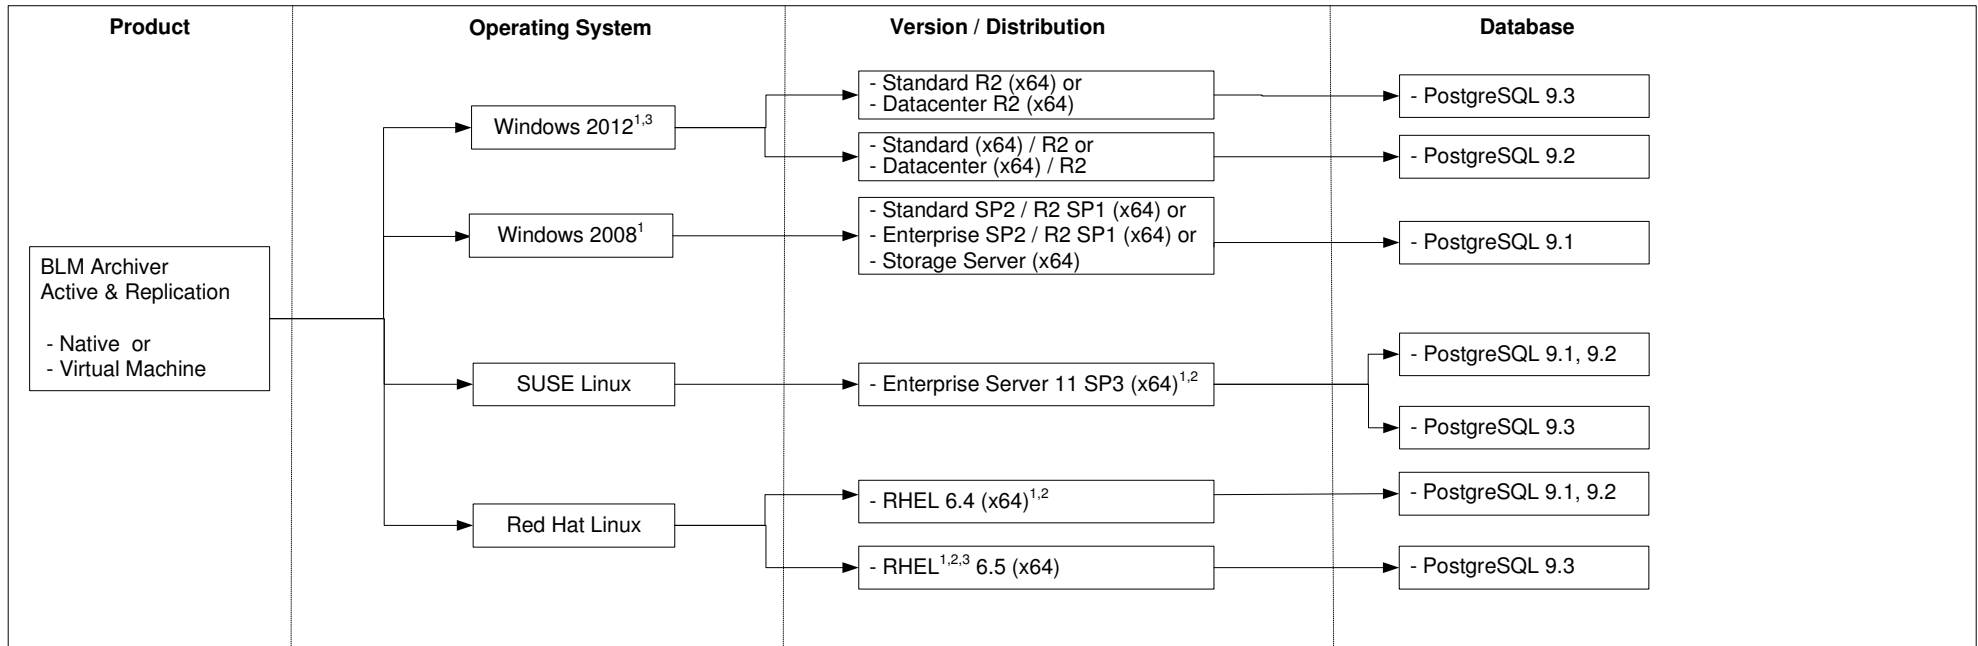 Product
Operating System
Version / Distribution
Database
BLM Archiver
Active & Replication
- Native or
- Virtual Machine
Windows 2012¹,³
- Standard R2 (x64) or
- Datacenter R2 (x64)
- PostgreSQL 9.3
- Standard (x64) / R2 or
- Datacenter (x64) / R2
- PostgreSQL 9.2
Windows 2008¹
- Standard SP2 / R2 SP1 (x64) or
- Enterprise SP2 / R2 SP1 (x64) or
- Storage Server (x64)
- PostgreSQL 9.1
SUSE Linux
- Enterprise Server 11 SP3 (x64)¹,²
- PostgreSQL 9.1, 9.2
- PostgreSQL 9.3
Red Hat Linux
- RHEL 6.4 (x64)¹,²
- PostgreSQL 9.1, 9.2
- RHEL¹,²,³ 6.5 (x64)
- PostgreSQL 9.3